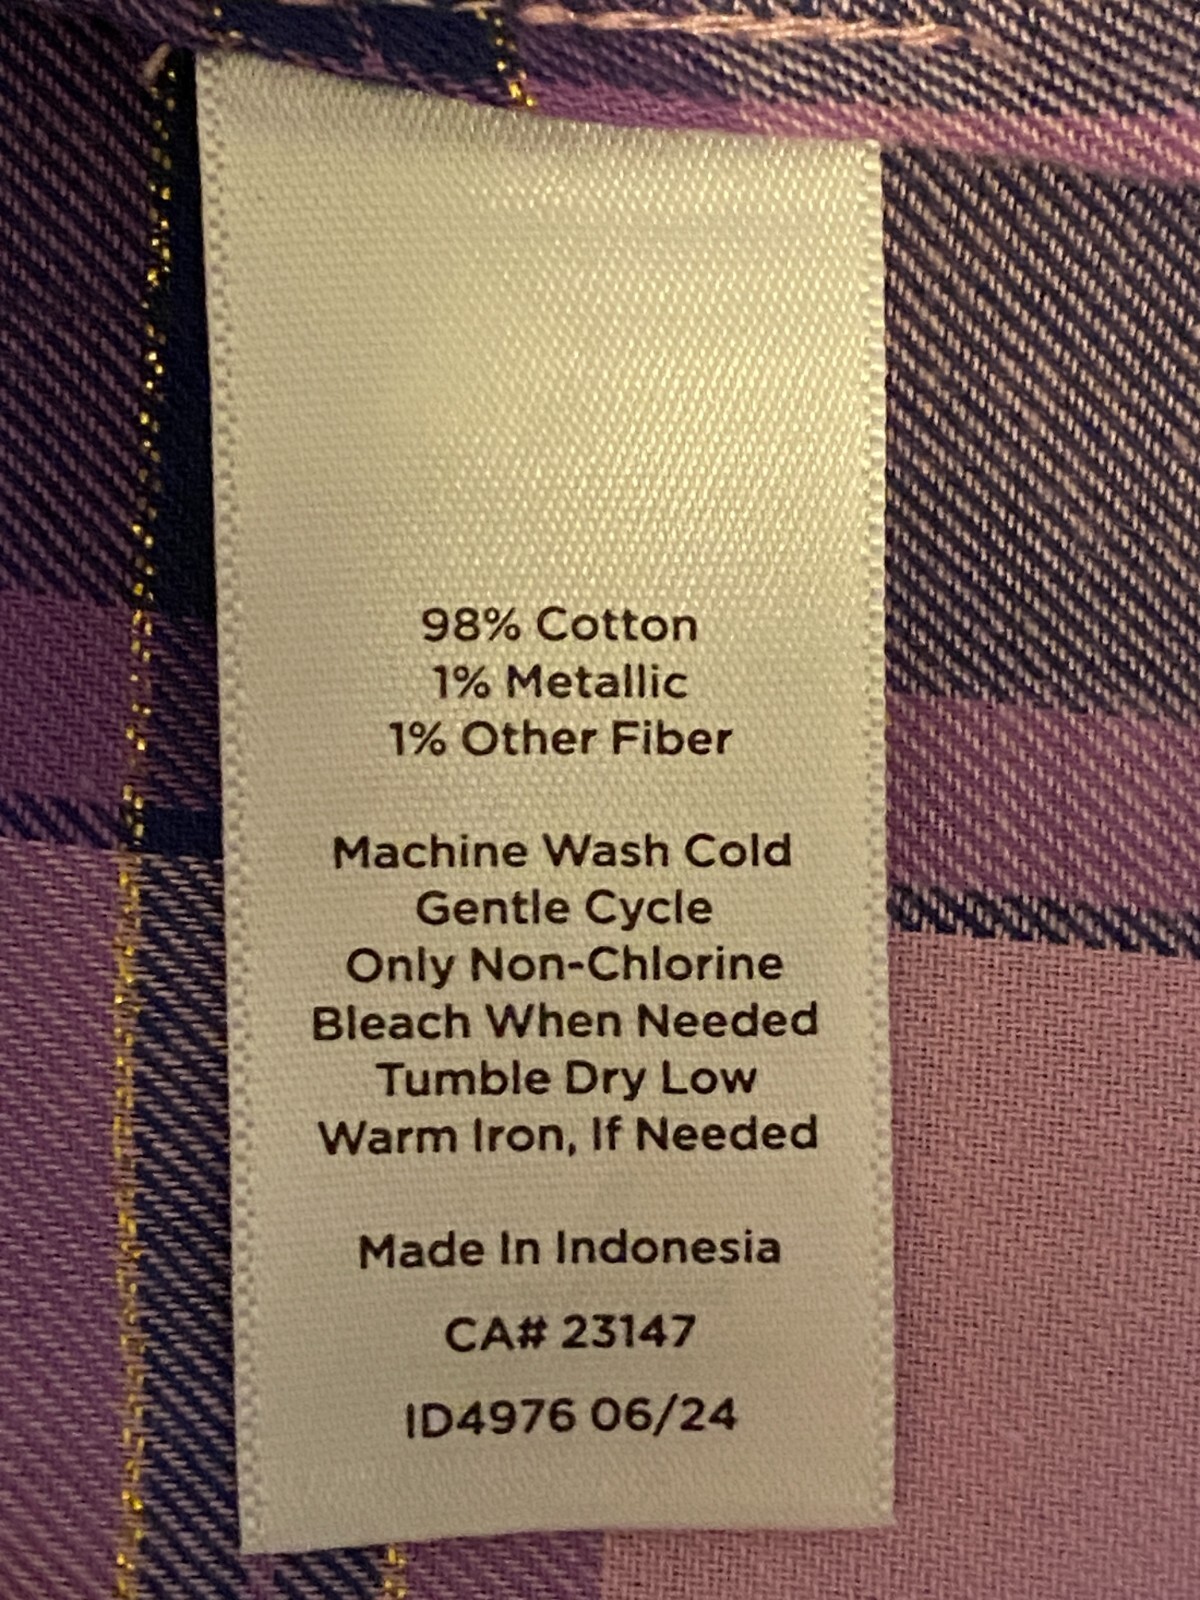 98% Cotton
1% Metallic
1% Other Fiber
Machine Wash Cold
Gentle Cycle
Only Non-Chlorine
Bleach When Needed
Tumble Dry Low
Warm Iron, If Needed
Made In Indonesia
CA# 23147
ID4976 06/24